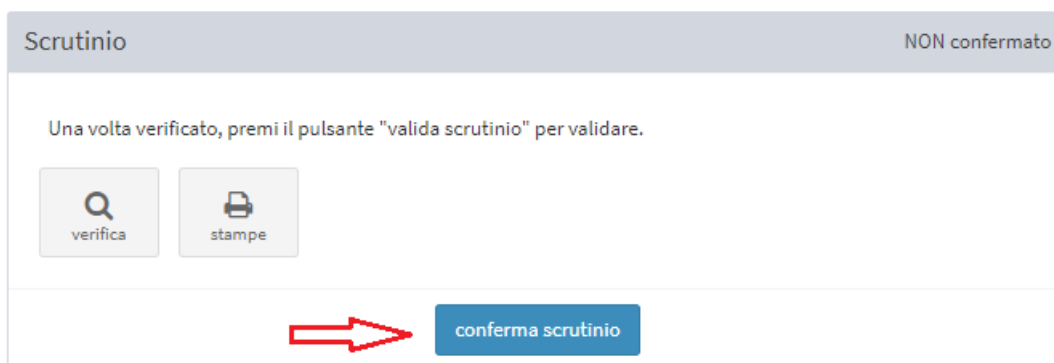 Scrutinio NON confermato
Una volta verificato, premi il pulsante "valida scrutinio" per validare.
verifica stampe
conferma scrutinio